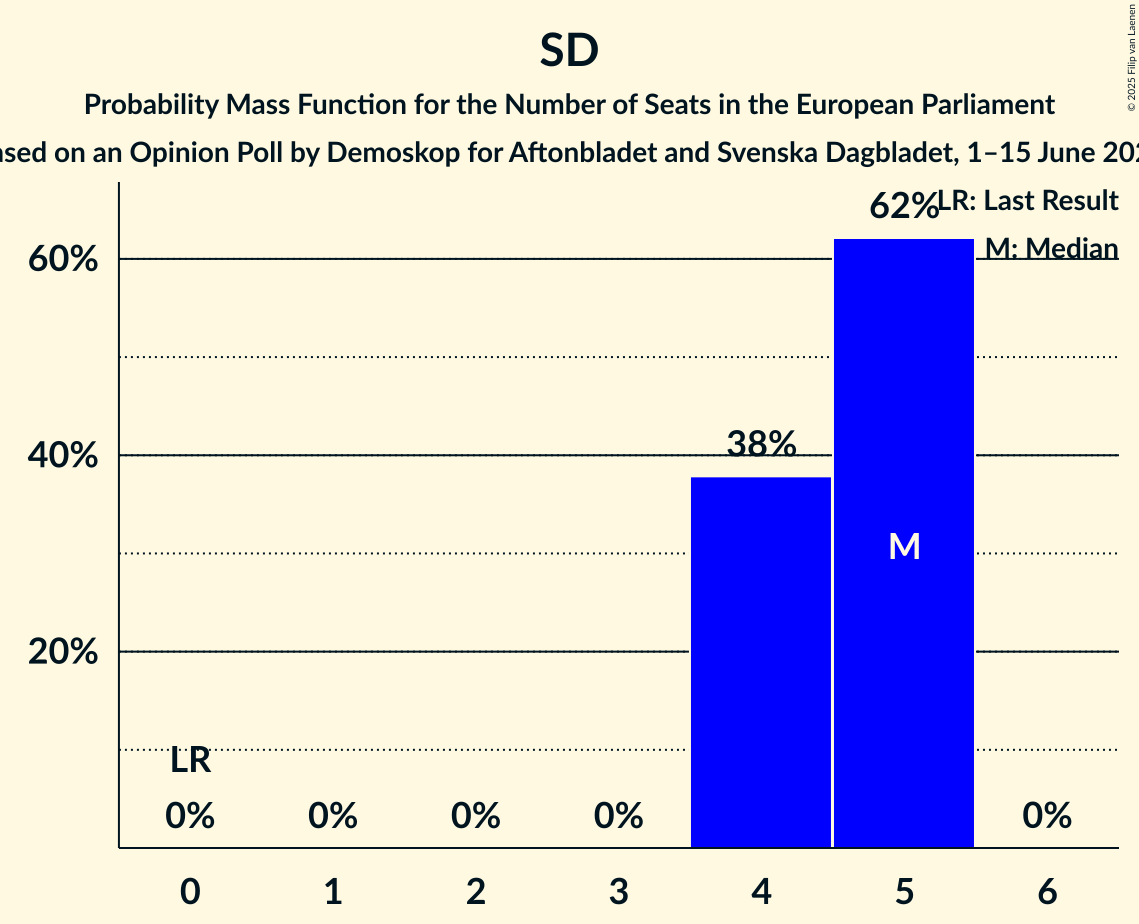 SD
Probability Mass Function for the Number of Seats in the European Parliament
on an Opinion Poll by Demoskop for Aftonbladet and Svenska Dagbladet, 1–15 June
© 2025 Filip van Laenen
LR: Last Result
M: Median
62%
60%
40%
38%
M
20%
LR
0% 0% 0% 0% 0%
0 1 2 3 4 5 6